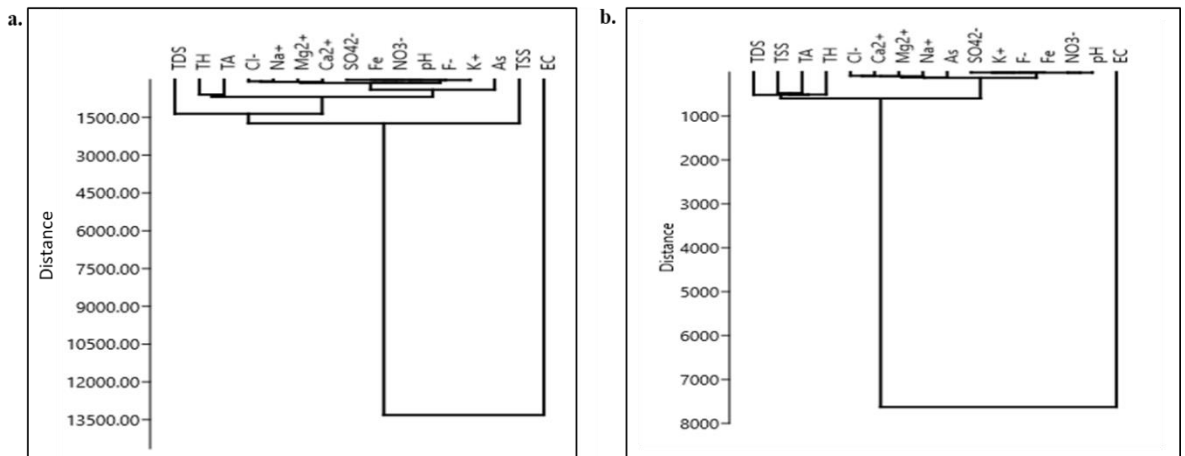 a.
TDS TH TA Cl- Na+ Mg2+ Ca2+ SO42- Fe NO3- pH F- K+ As TSS EC
1500.00
3000.00
4500.00
6000.00
7500.00
9000.00
10500.00
12000.00
13500.00
Distance
b.
TDS TSS TA TH Cl- Ca2+ Mg2+ Na+ As SO42- K+ F- Fe NO3- pH EC
1000
2000
3000
4000
5000
6000
7000
8000
Distance